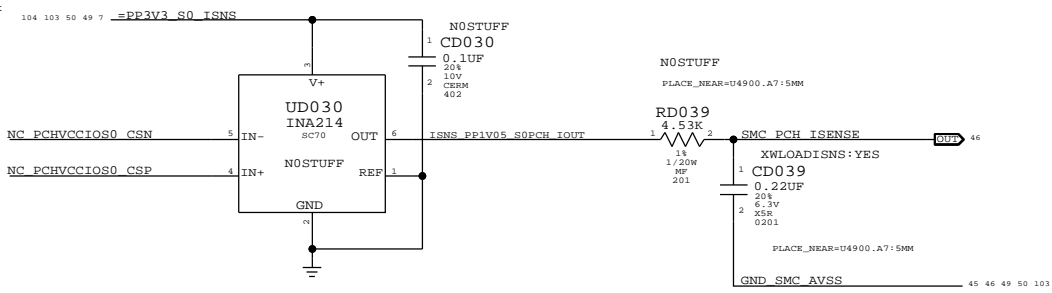 104 103 50 49 7 =PP3V3_S0_ISNS
N0STUFF
1 CD030
0.1UF
20%
10V
2 CERM
402
3
V+
UD030
INA214
SC70
N0STUFF
NC_PCHVCCIOS0_CSN 5 IN-
OUT 6 ISNS_PP1V05_S0PCH_IOUT
NC_PCHVCCIOS0_CSP 4 IN+
REF 1
GND
2
N0STUFF
PLACE_NEAR=U4900.A7:5MM
RD039
1 4.53K 2
1%
1/20W
MF
201
SMC_PCH_ISENSE OUT 46
XWLOADISNS:YES
1 CD039
0.22UF
20%
6.3V
2 X5R
0201
PLACE_NEAR=U4900.A7:5MM
GND_SMC_AVSS 45 46 49 50 103